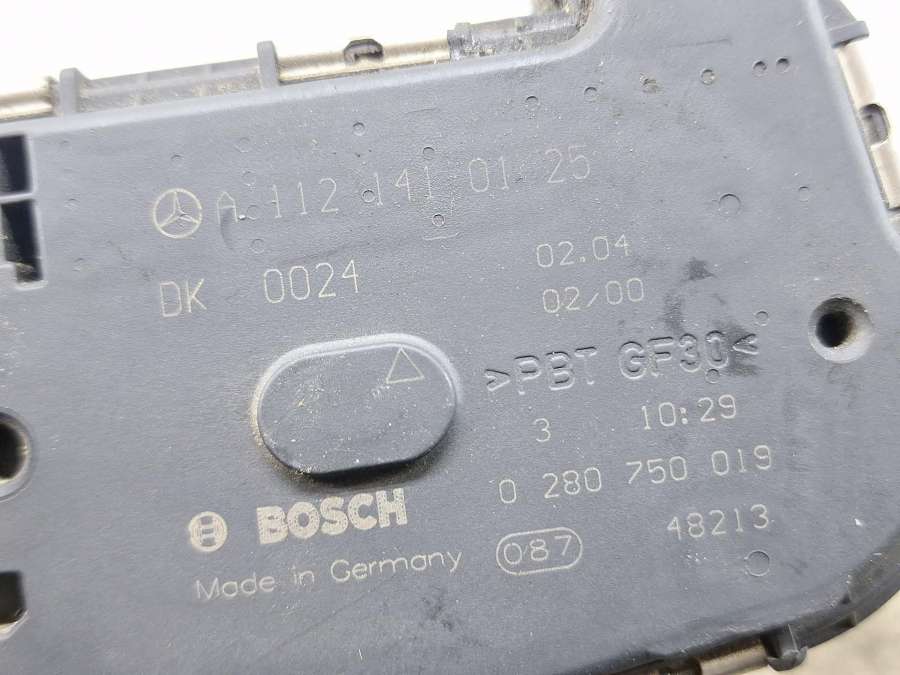 A 112 141 01 25
DK 0024
02.04
02/00
>PBT GF30<
3 10:29
0 280 750 019
BOSCH
48213
Made in Germany
087